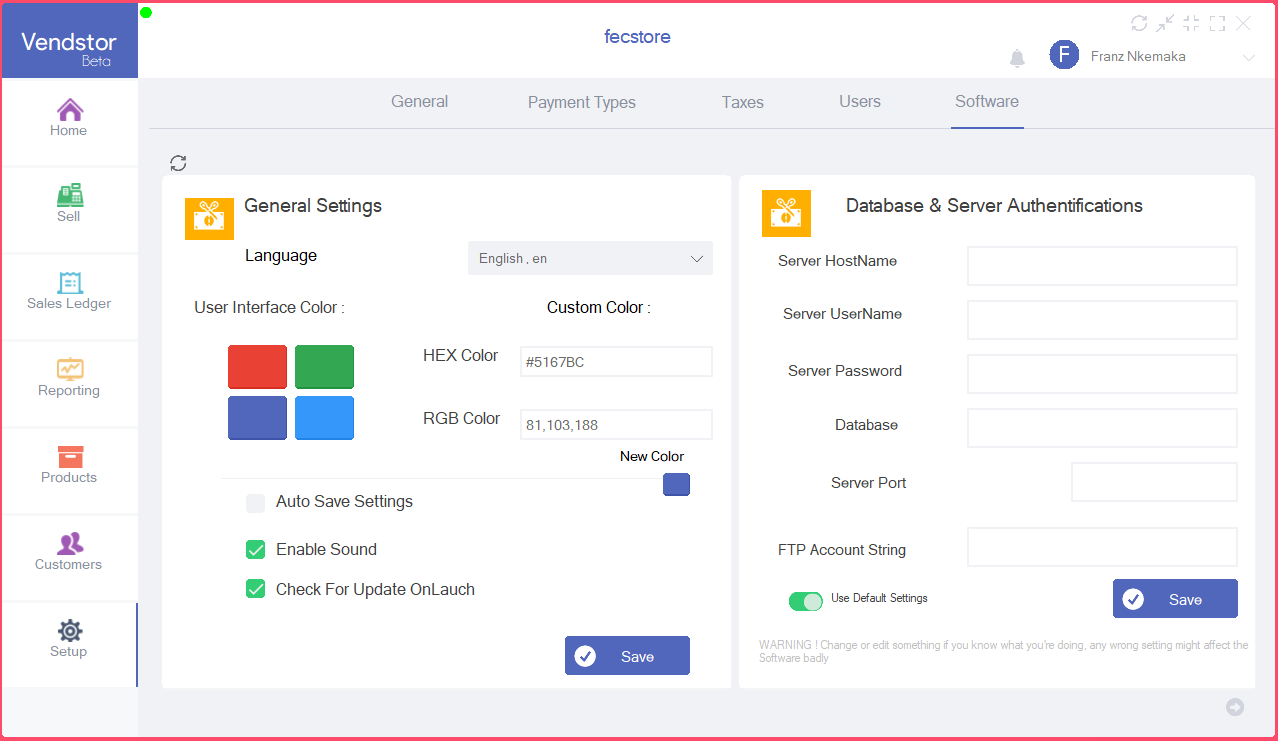 Vendstor
Beta
fecstore
F
Franz Nkemaka
General
Payment Types
Taxes
Users
Software
Home
Sell
Sales Ledger
Reporting
Products
Customers
Setup
General Settings
Language
English , en
User Interface Color :
Custom Color :
HEX Color
#5167BC
RGB Color
81,103,188
New Color
Auto Save Settings
Enable Sound
Check For Update OnLauch
Save
Database & Server Authentifications
Server HostName
Server UserName
Server Password
Database
Server Port
FTP Account String
Use Default Settings
Save
WARNING ! Change or edit something if you know what you're doing, any wrong setting might affect the
Software badly